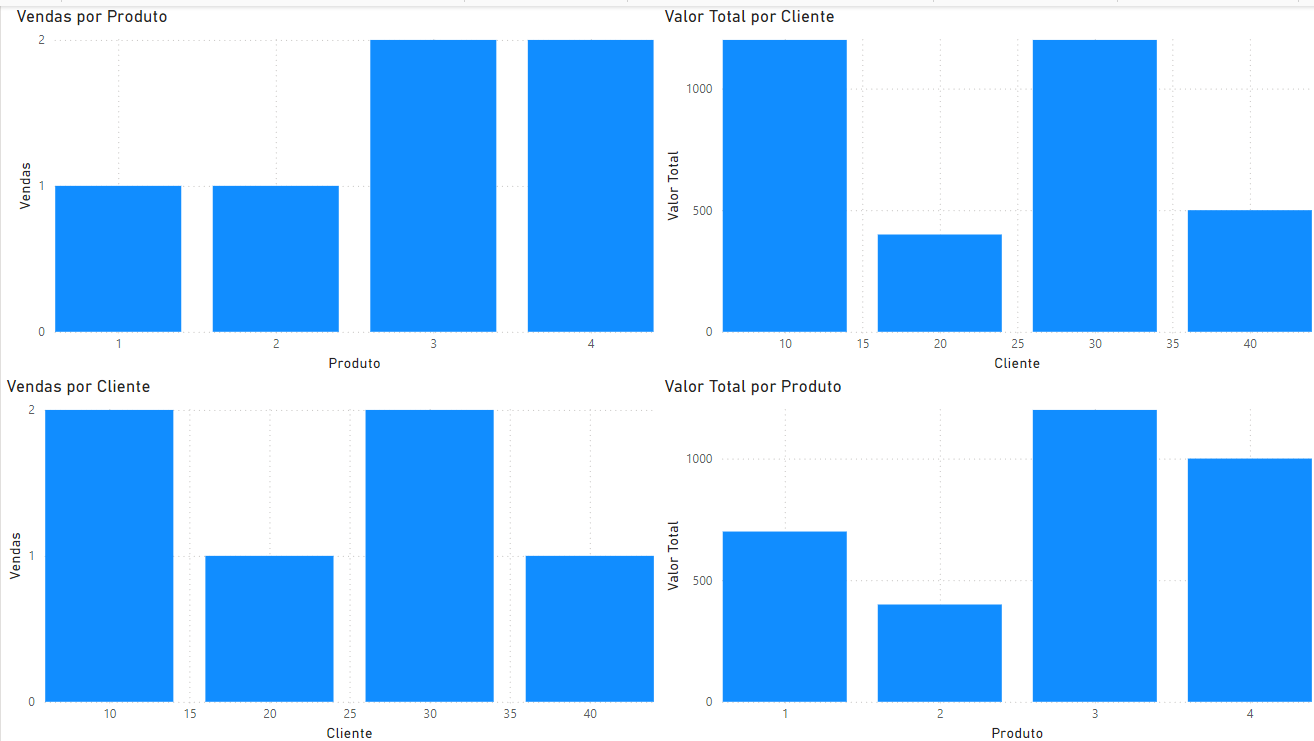 Vendas por Produto
2
1
0
Vendas
1 2 3 4
Produto
Valor Total por Cliente
1000
500
0
Valor Total
10 15 20 25 30 35 40
Cliente
Vendas por Cliente
2
1
0
Vendas
10 15 20 25 30 35 40
Cliente
Valor Total por Produto
1000
500
0
Valor Total
1 2 3 4
Produto